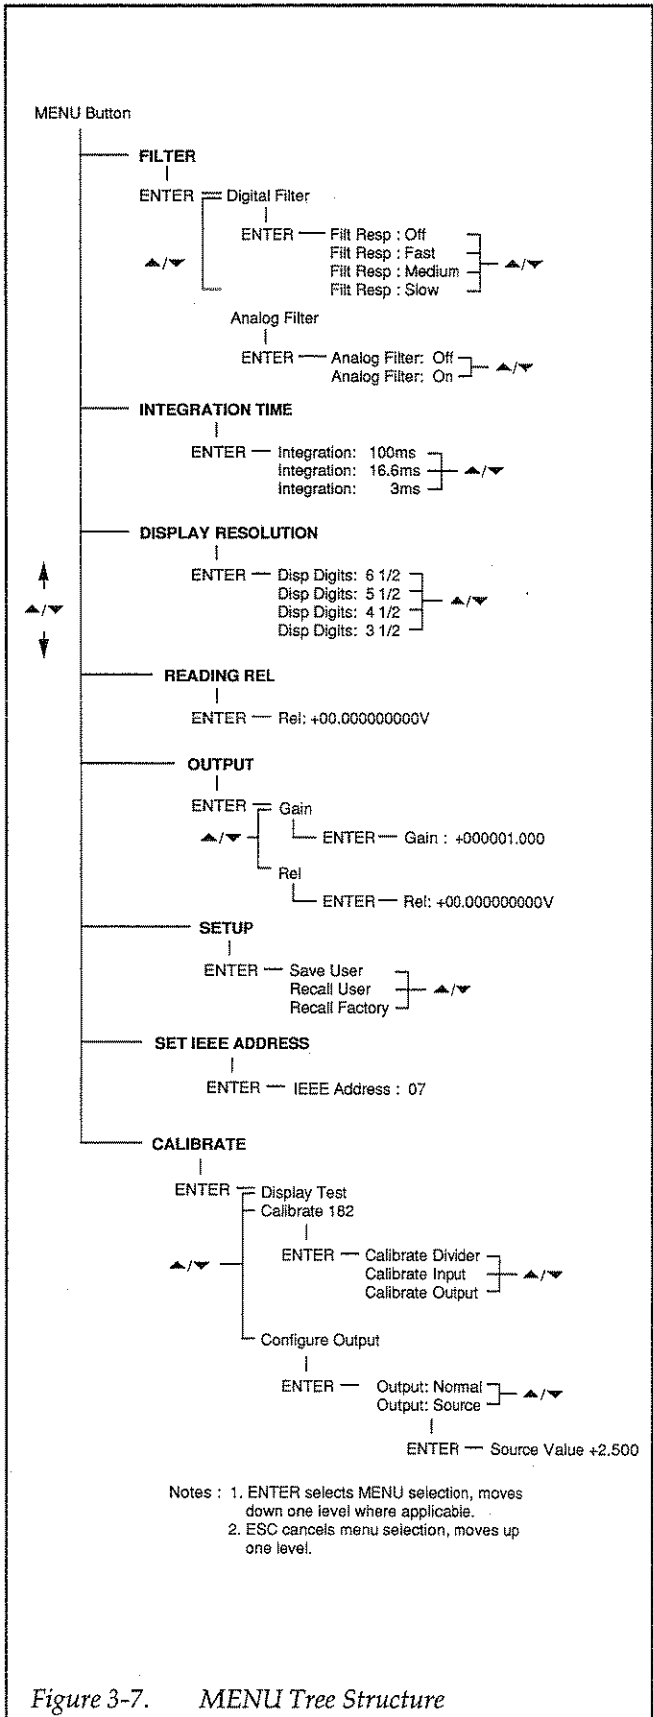 MENU Button
FILTER
ENTER Digital Filter
ENTER Filt Resp : Off
Filt Resp : Fast
Filt Resp : Medium
Filt Resp : Slow
Analog Filter
ENTER Analog Filter: Off
Analog Filter: On
INTEGRATION TIME
ENTER Integration: 100ms
Integration: 16.6ms
Integration: 3ms
DISPLAY RESOLUTION
ENTER Disp Digits: 6 1/2
Disp Digits: 5 1/2
Disp Digits: 4 1/2
Disp Digits: 3 1/2
READING REL
ENTER Rel: +00.000000000V
OUTPUT
ENTER Gain
ENTER Gain : +000001.000
Rel
ENTER Rel: +00.000000000V
SETUP
ENTER Save User
Recall User
Recall Factory
SET IEEE ADDRESS
ENTER IEEE Address : 07
CALIBRATE
ENTER Display Test
Calibrate 182
ENTER Calibrate Divider
Calibrate Input
Calibrate Output
Configure Output
ENTER Output: Normal
Output: Source
ENTER Source Value +2.500
Notes : 1. ENTER selects MENU selection, moves
down one level where applicable.
2. ESC cancels menu selection, moves up
one level.
Figure 3-7. MENU Tree Structure